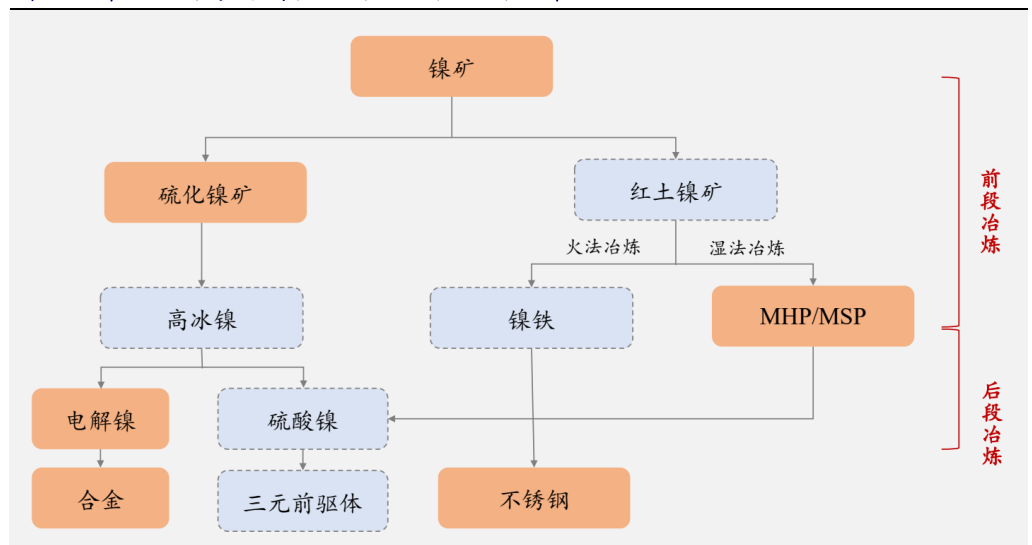 镍矿
硫化镍矿
红土镍矿
前段冶炼
火法冶炼
湿法冶炼
高冰镍
镍铁
MHP/MSP
电解镍
硫酸镍
后段冶炼
合金
三元前驱体
不锈钢